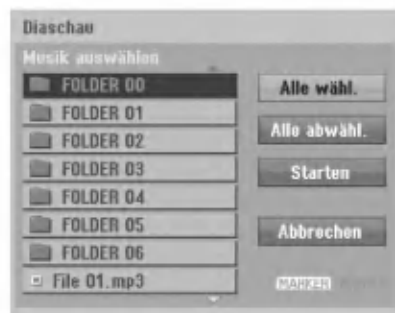 Diaschau
Musik auswählen
FOLDER 00
FOLDER 01
FOLDER 02
FOLDER 03
FOLDER 04
FOLDER 05
FOLDER 06
File 01.mp3
Alle wähl.
Alle abwähl.
Starten
Abbrechen
MARKER